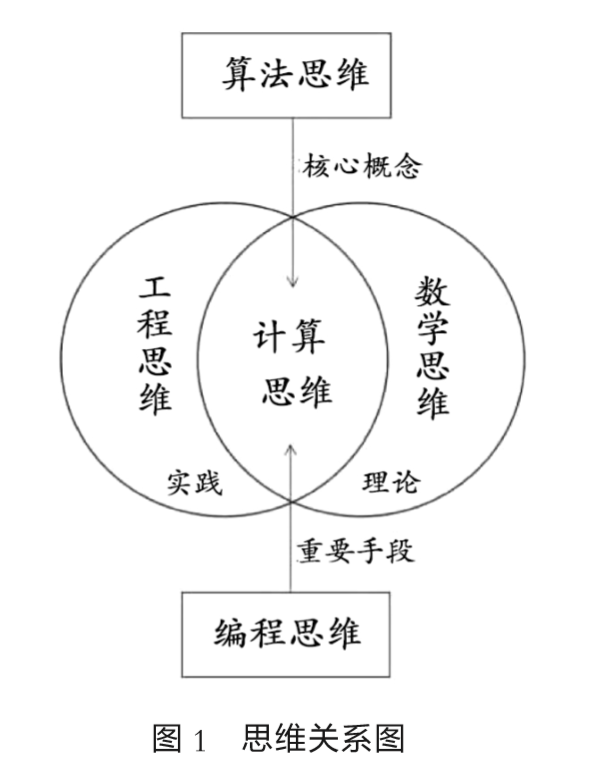 算法思维
核心概念
工程思维
计算
思维
数学思维
实践
理论
重要手段
编程思维
图 1 思维关系图